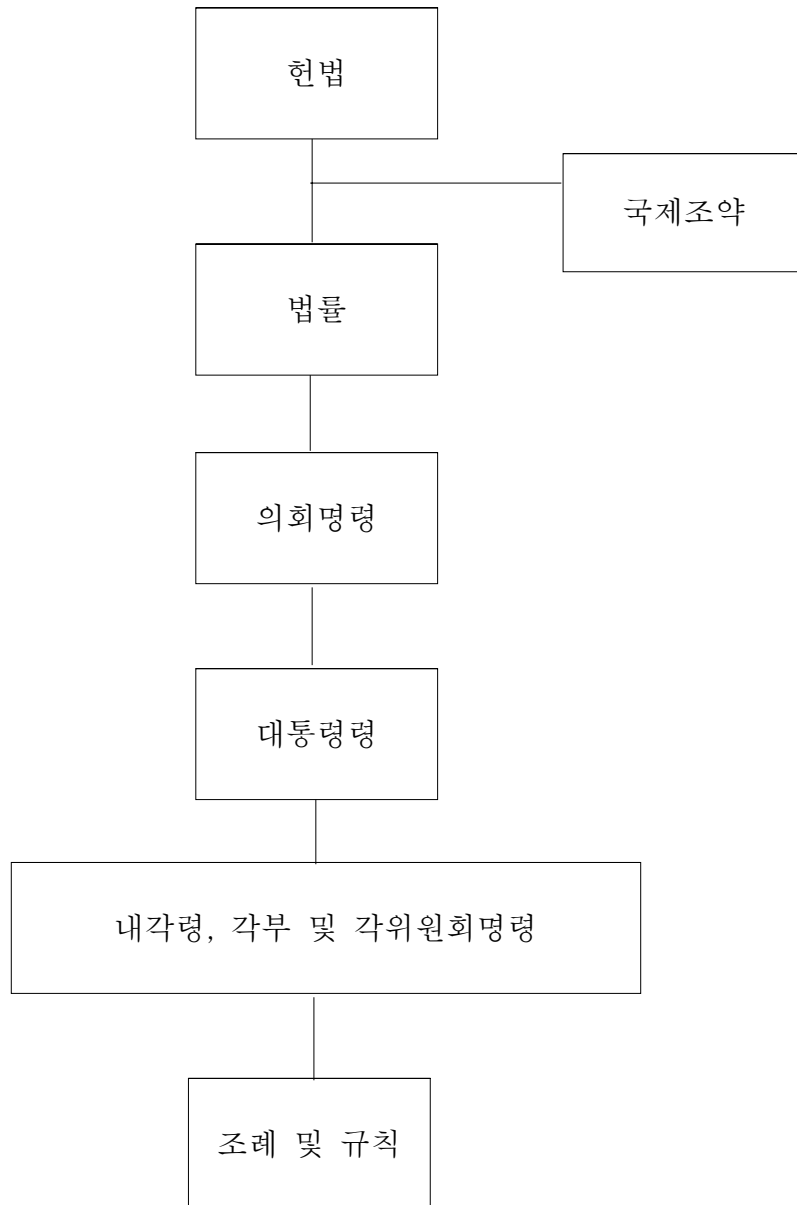 헌법
국제조약
법률
의회명령
대통령령
내각령, 각부 및 각위원회명령
조례 및 규칙